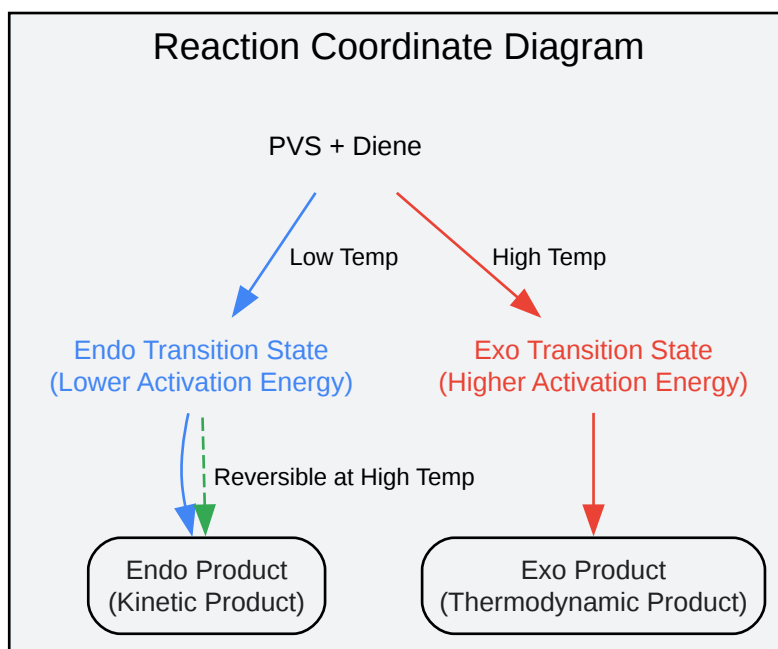 Reaction Coordinate Diagram
PVS + Diene
Low Temp
High Temp
Endo Transition State
(Lower Activation Energy)
Exo Transition State
(Higher Activation Energy)
Reversible at High Temp
Endo Product
(Kinetic Product)
Exo Product
(Thermodynamic Product)